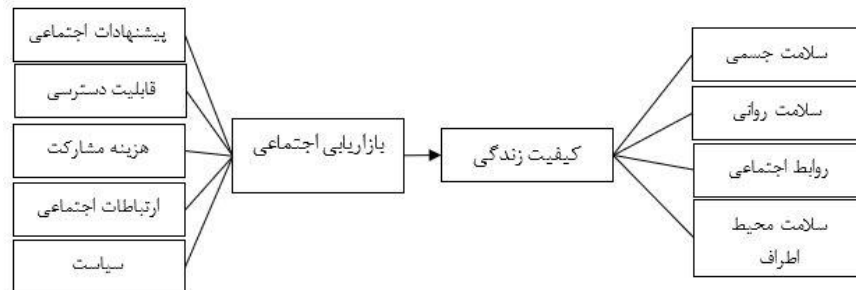 پیشنهادات اجتماعی
قابلیت دسترسی
هزینه مشارکت
ارتباطات اجتماعی
سیاست
بازاریابی اجتماعی
کیفیت زندگی
سلامت جسمی
سلامت روانی
روابط اجتماعی
سلامت محیط
اطراف